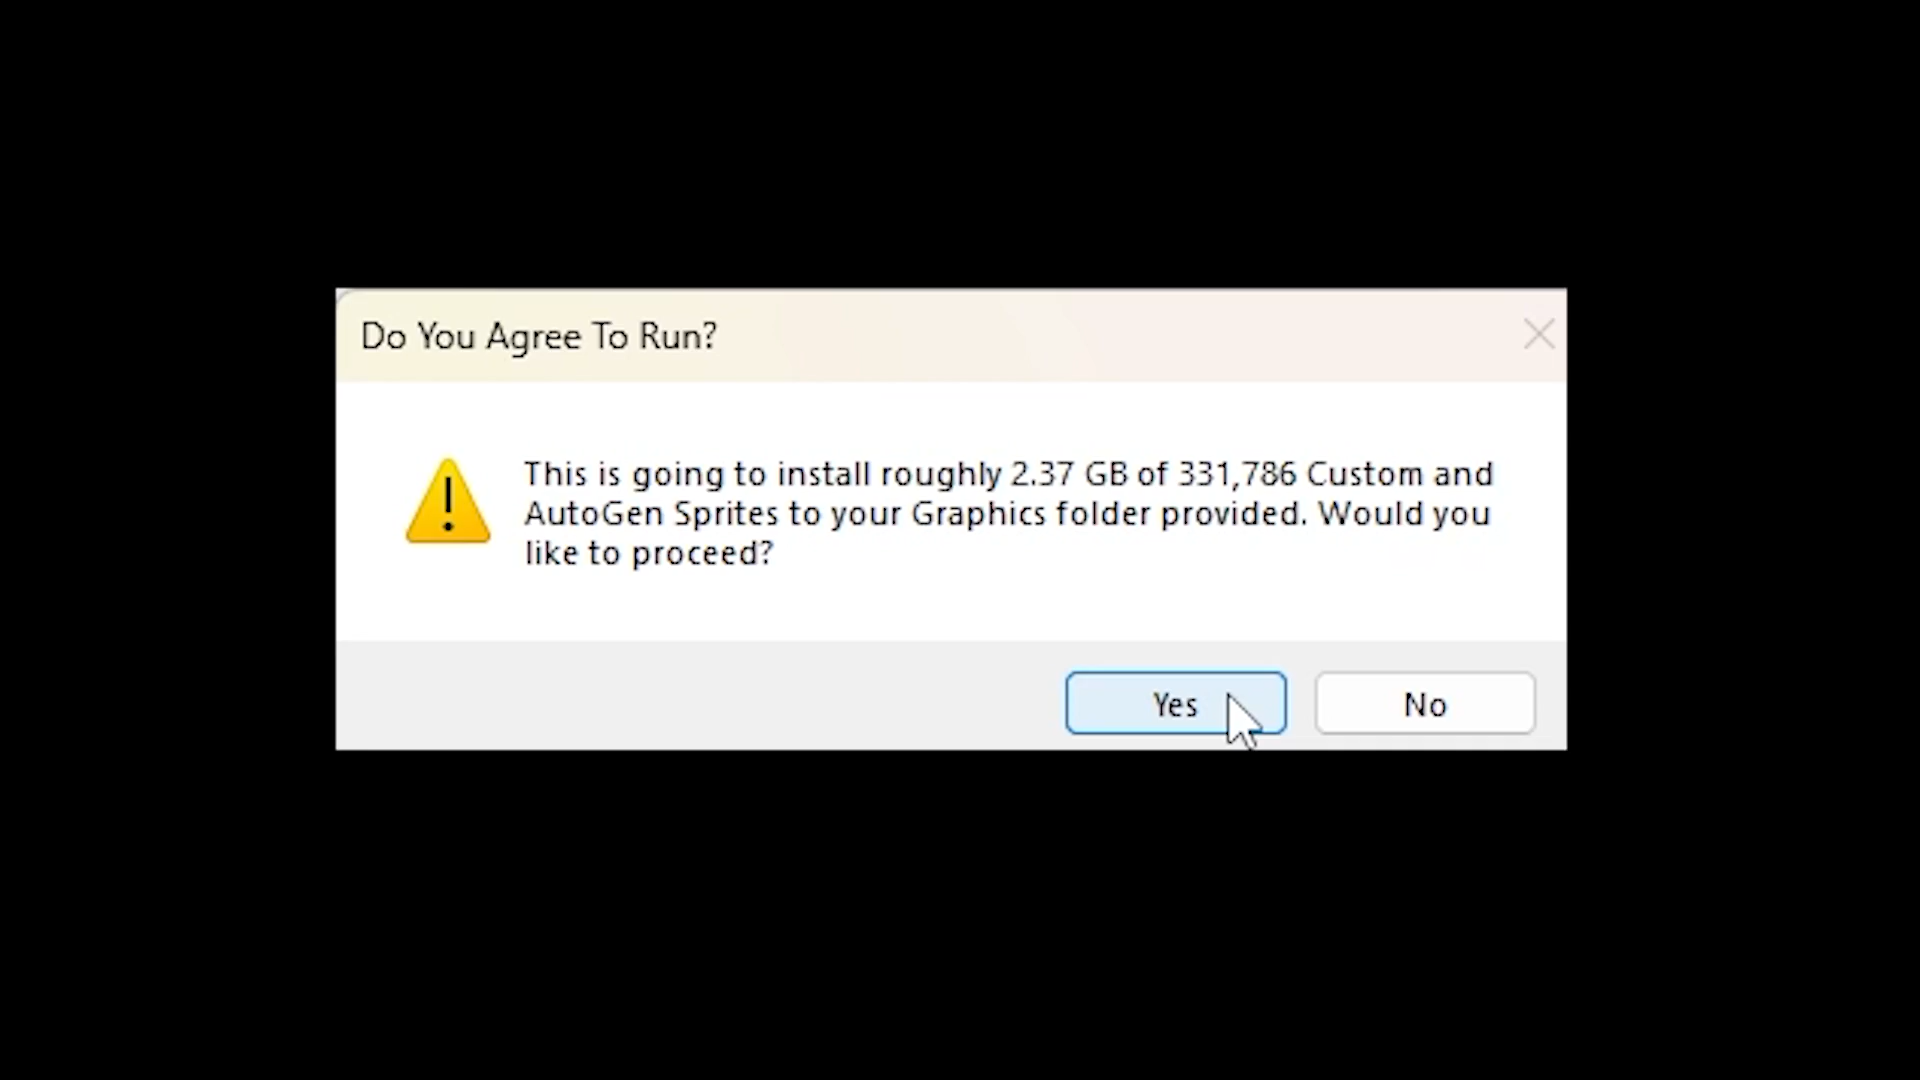 Do You Agree To Run?
This is going to install roughly 2.37 GB of 331,786 Custom and
AutoGen Sprites to your Graphics folder provided. Would you
like to proceed?
Yes
No